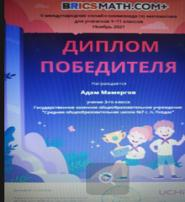 BRICSMATH.COM+
V международная онлайн-олимпиада по математике
для учеников 1–11 классов
Ноябрь 2021
ДИПЛОМ
ПОБЕДИТЕЛЯ
Награждается
Адам Мамергов
ученик 3-го класса
Государственное казенное общеобразовательное учреждение
"Средняя общеобразовательная школа №7 г.
UCHI